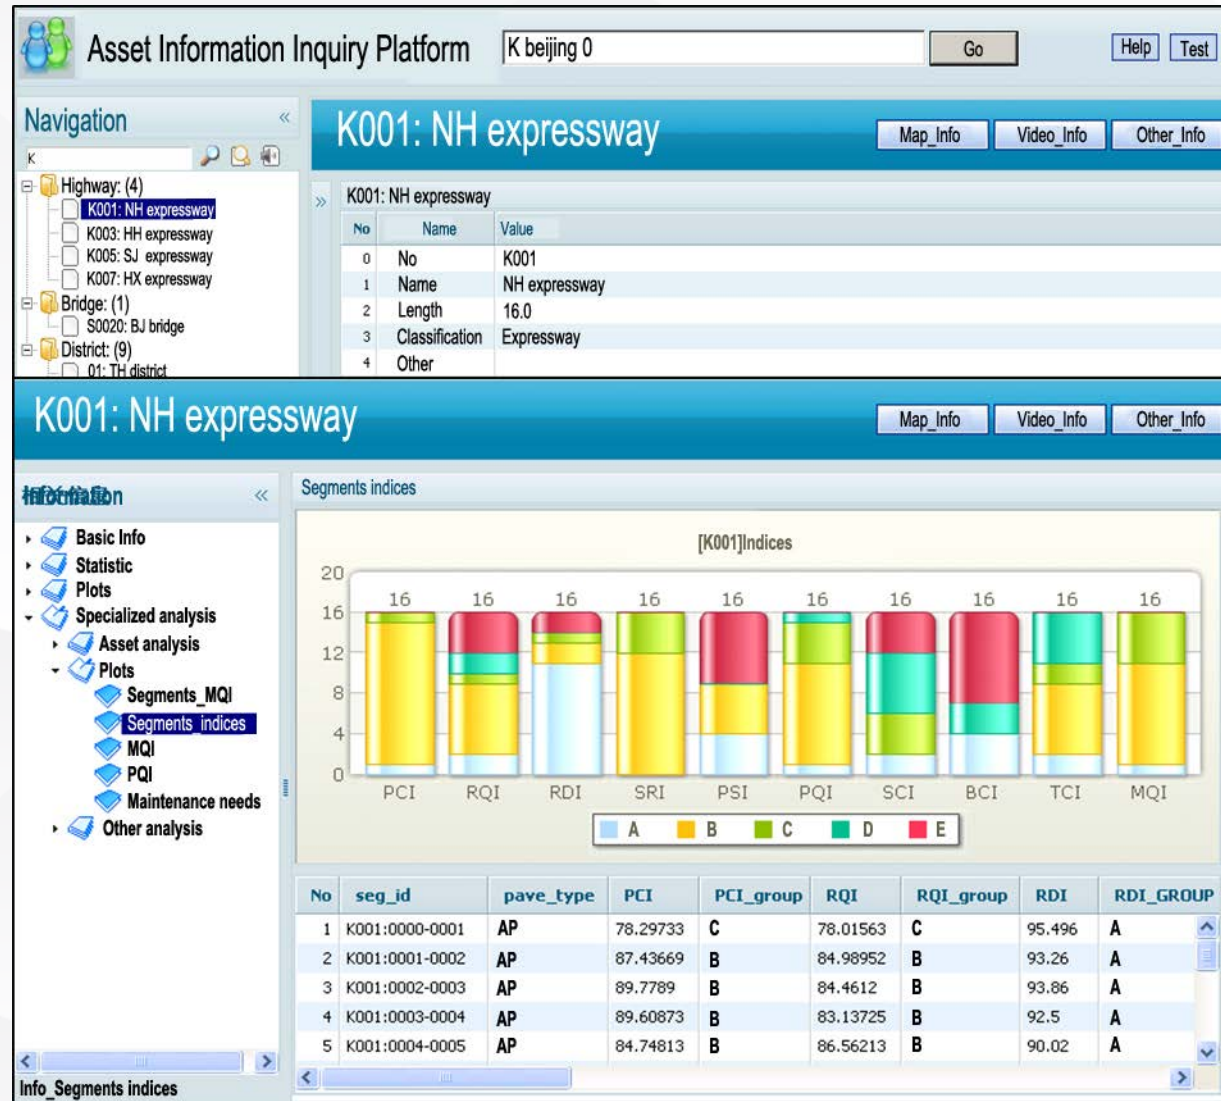 Asset Information Inquiry Platform K beijing 0 Go Help Test
Navigation «
K
Highway: (4)
K001: NH expressway
K003: HH expressway
K005: SJ expressway
K007: HX expressway
Bridge: (1)
S0020: BJ bridge
District: (9)
01: TH district
K001: NH expressway Map_Info Video_Info Other_Info
» K001: NH expressway
No Name Value
0 No K001
1 Name NH expressway
2 Length 16.0
3 Classification Expressway
4 Other
K001: NH expressway Map_Info Video_Info Other_Info
Information «
Basic Info
Statistic
Plots
Specialized analysis
Asset analysis
Plots
Segments_MQI
Segments_indices
MQI
PQI
Maintenance needs
Other analysis
Info_Segments indices
Segments indices
[K001]Indices
20
16 16 16 16 16 16 16 16 16 16
16
12
8
4
0
PCI RQI RDI SRI PSI PQI SCI BCI TCI MQI
A B C D E
No seg_id pave_type PCI PCI_group RQI RQI_group RDI RDI_GROUP
1 K001:0000-0001 AP 78.29733 C 78.01563 C 95.496 A
2 K001:0001-0002 AP 87.43669 B 84.98952 B 93.26 A
3 K001:0002-0003 AP 89.7789 B 84.4612 B 93.86 A
4 K001:0003-0004 AP 89.60873 B 83.13725 B 92.5 A
5 K001:0004-0005 AP 84.74813 B 86.56213 B 90.02 A